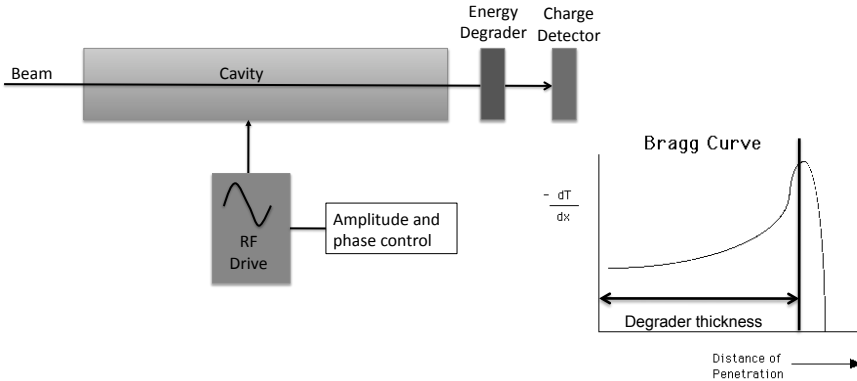 Energy
Degrader
Charge
Detector
Beam
Cavity
RF
Drive
Amplitude and
phase control
Bragg Curve
- dT
dx
Degrader thickness
Distance of
Penetration